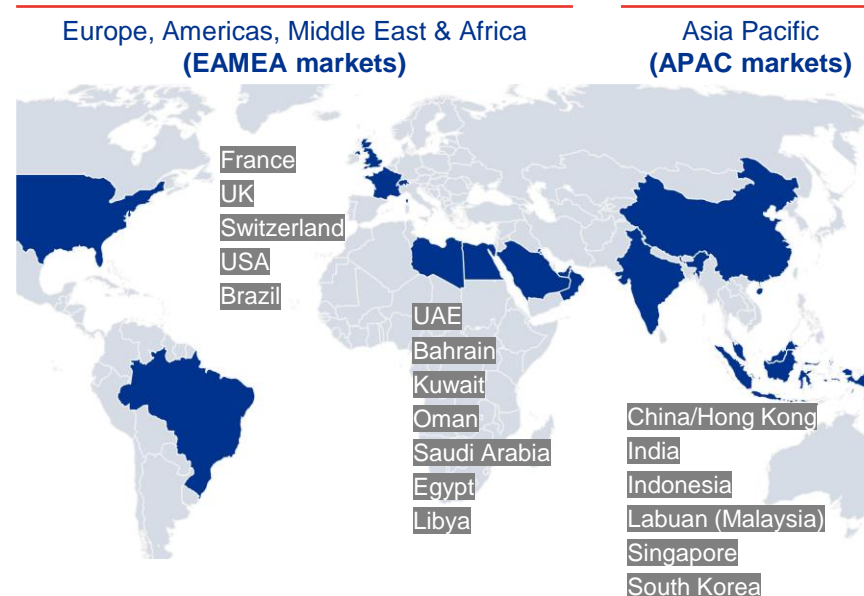 Europe, Americas, Middle East & Africa
(EAMEA markets)
Asia Pacific
(APAC markets)
France
UK
Switzerland
USA
Brazil
UAE
Bahrain
Kuwait
Oman
Saudi Arabia
Egypt
Libya
China/Hong Kong
India
Indonesia
Labuan (Malaysia)
Singapore
South Korea